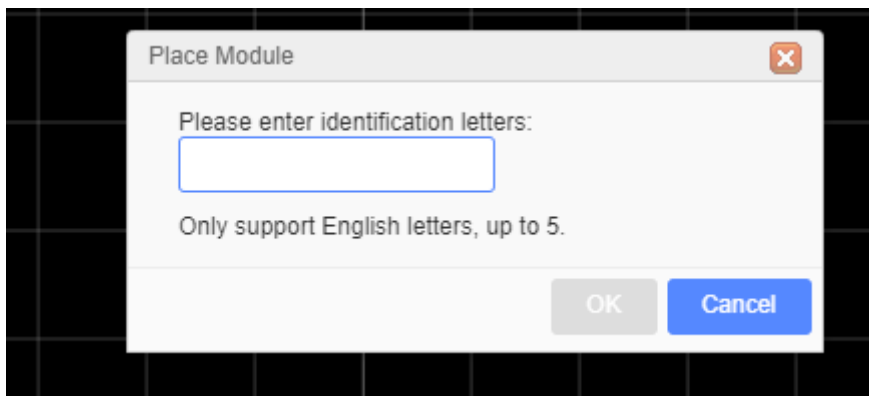 Place Module
Please enter identification letters:
Only support English letters, up to 5.
OK
Cancel